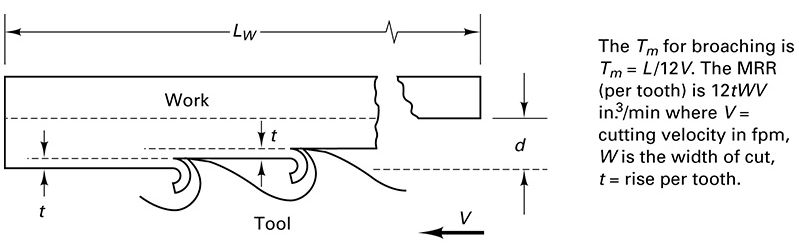 L_W
Work
t
d
t
Tool
V
The T_m for broaching is
T_m = L/12V. The MRR
(per tooth) is 12tWV
in.³/min where V =
cutting velocity in fpm,
W is the width of cut,
t = rise per tooth.